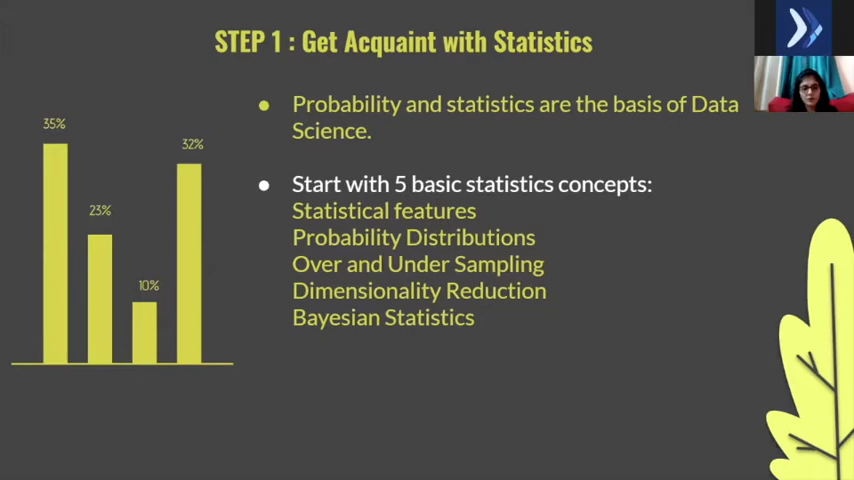 STEP 1 : Get Acquaint with Statistics
Probability and statistics are the basis of Data
Science.
Start with 5 basic statistics concepts:
Statistical features
Probability Distributions
Over and Under Sampling
Dimensionality Reduction
Bayesian Statistics
35%
23%
10%
32%